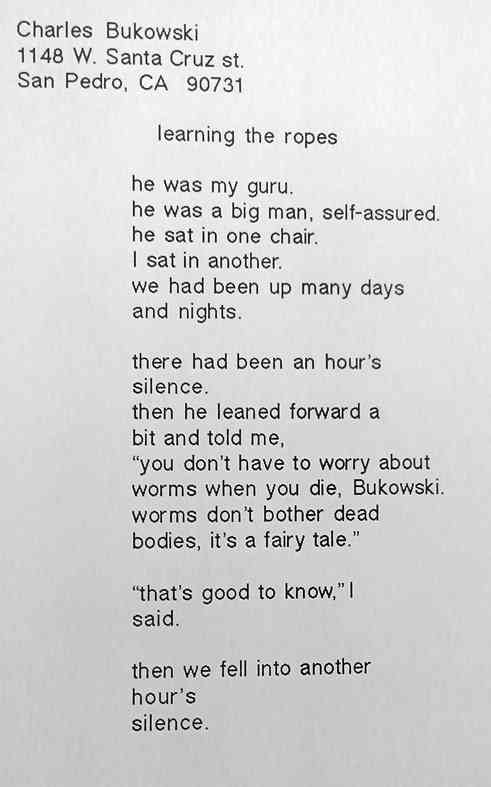 Charles Bukowski
1148 W. Santa Cruz st.
San Pedro, CA 90731
learning the ropes
he was my guru.
he was a big man, self-assured.
he sat in one chair.
I sat in another.
we had been up many days
and nights.
there had been an hour's
silence.
then he leaned forward a
bit and told me,
“you don't have to worry about
worms when you die, Bukowski.
worms don't bother dead
bodies, it's a fairy tale.”
“that's good to know,” I
said.
then we fell into another
hour's
silence.